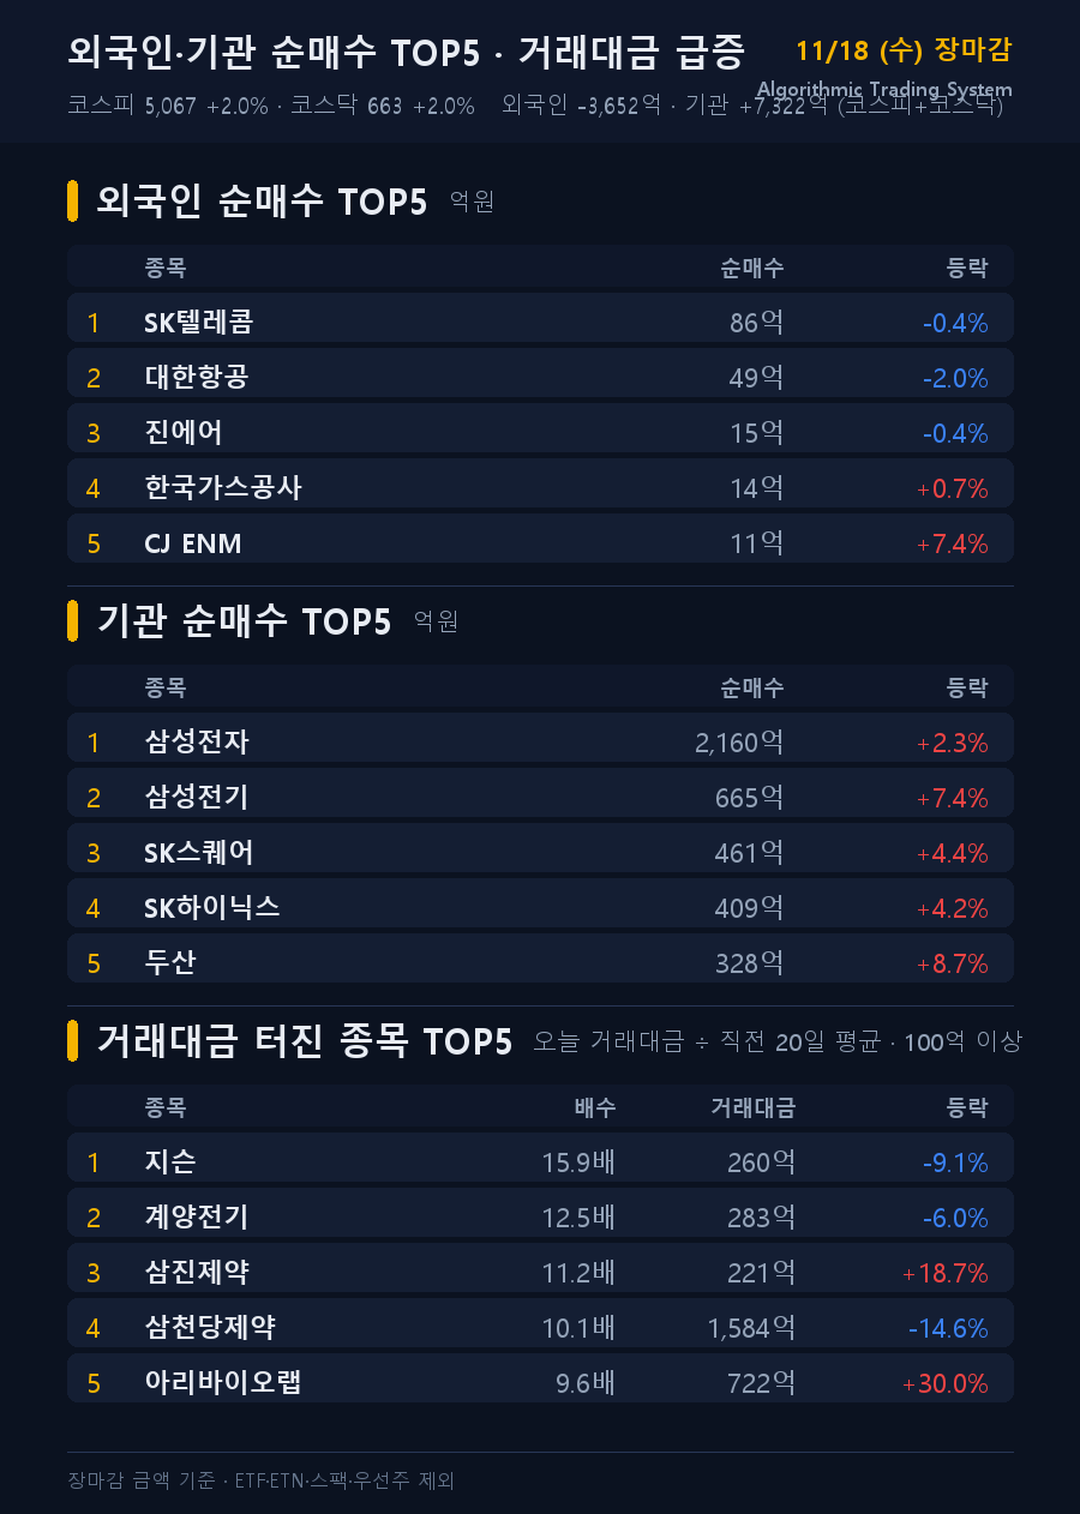 외국인·기관 순매수 TOP5 · 거래대금 급증
11/18 (수) 장마감
Algorithmic Trading System
코스피 5,067 +2.0% · 코스닥 663 +2.0% 외국인 -3,652억 · 기관 +7,322억 (코스피+코스닥)
외국인 순매수 TOP5 억원
종목 순매수 등락
1 SK텔레콤 86억 -0.4%
2 대한항공 49억 -2.0%
3 진에어 15억 -0.4%
4 한국가스공사 14억 +0.7%
5 CJ ENM 11억 +7.4%
기관 순매수 TOP5 억원
종목 순매수 등락
1 삼성전자 2,160억 +2.3%
2 삼성전기 665억 +7.4%
3 SK스퀘어 461억 +4.4%
4 SK하이닉스 409억 +4.2%
5 두산 328억 +8.7%
거래대금 터진 종목 TOP5 오늘 거래대금 ÷ 직전 20일 평균 · 100억 이상
종목 배수 거래대금 등락
1 지슨 15.9배 260억 -9.1%
2 계양전기 12.5배 283억 -6.0%
3 삼진제약 11.2배 221억 +18.7%
4 삼천당제약 10.1배 1,584억 -14.6%
5 아리바이오랩 9.6배 722억 +30.0%
장마감 금액 기준 · ETF·ETN·스팩·우선주 제외